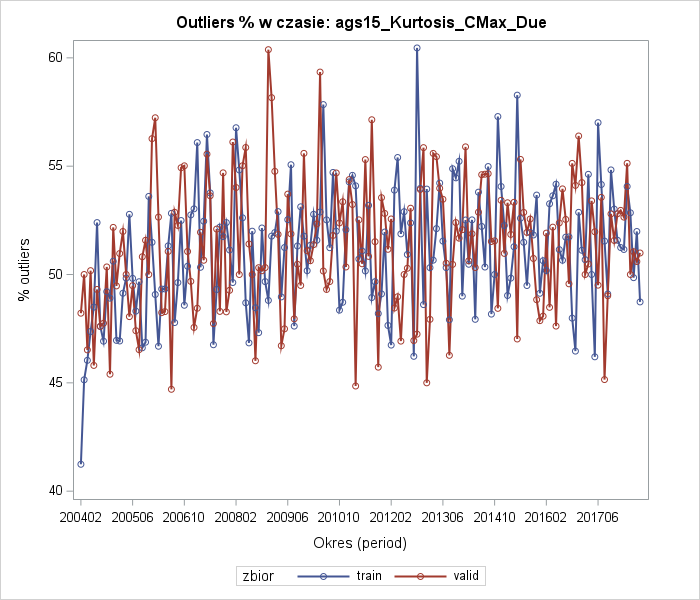 Outliers % w czasie: ags15_Kurtosis_CMax_Due
% outliers
60
55
50
45
40
200402 200506 200610 200802 200906 201010 201202 201306 201410 201602 201706
Okres (period)
zbior train valid